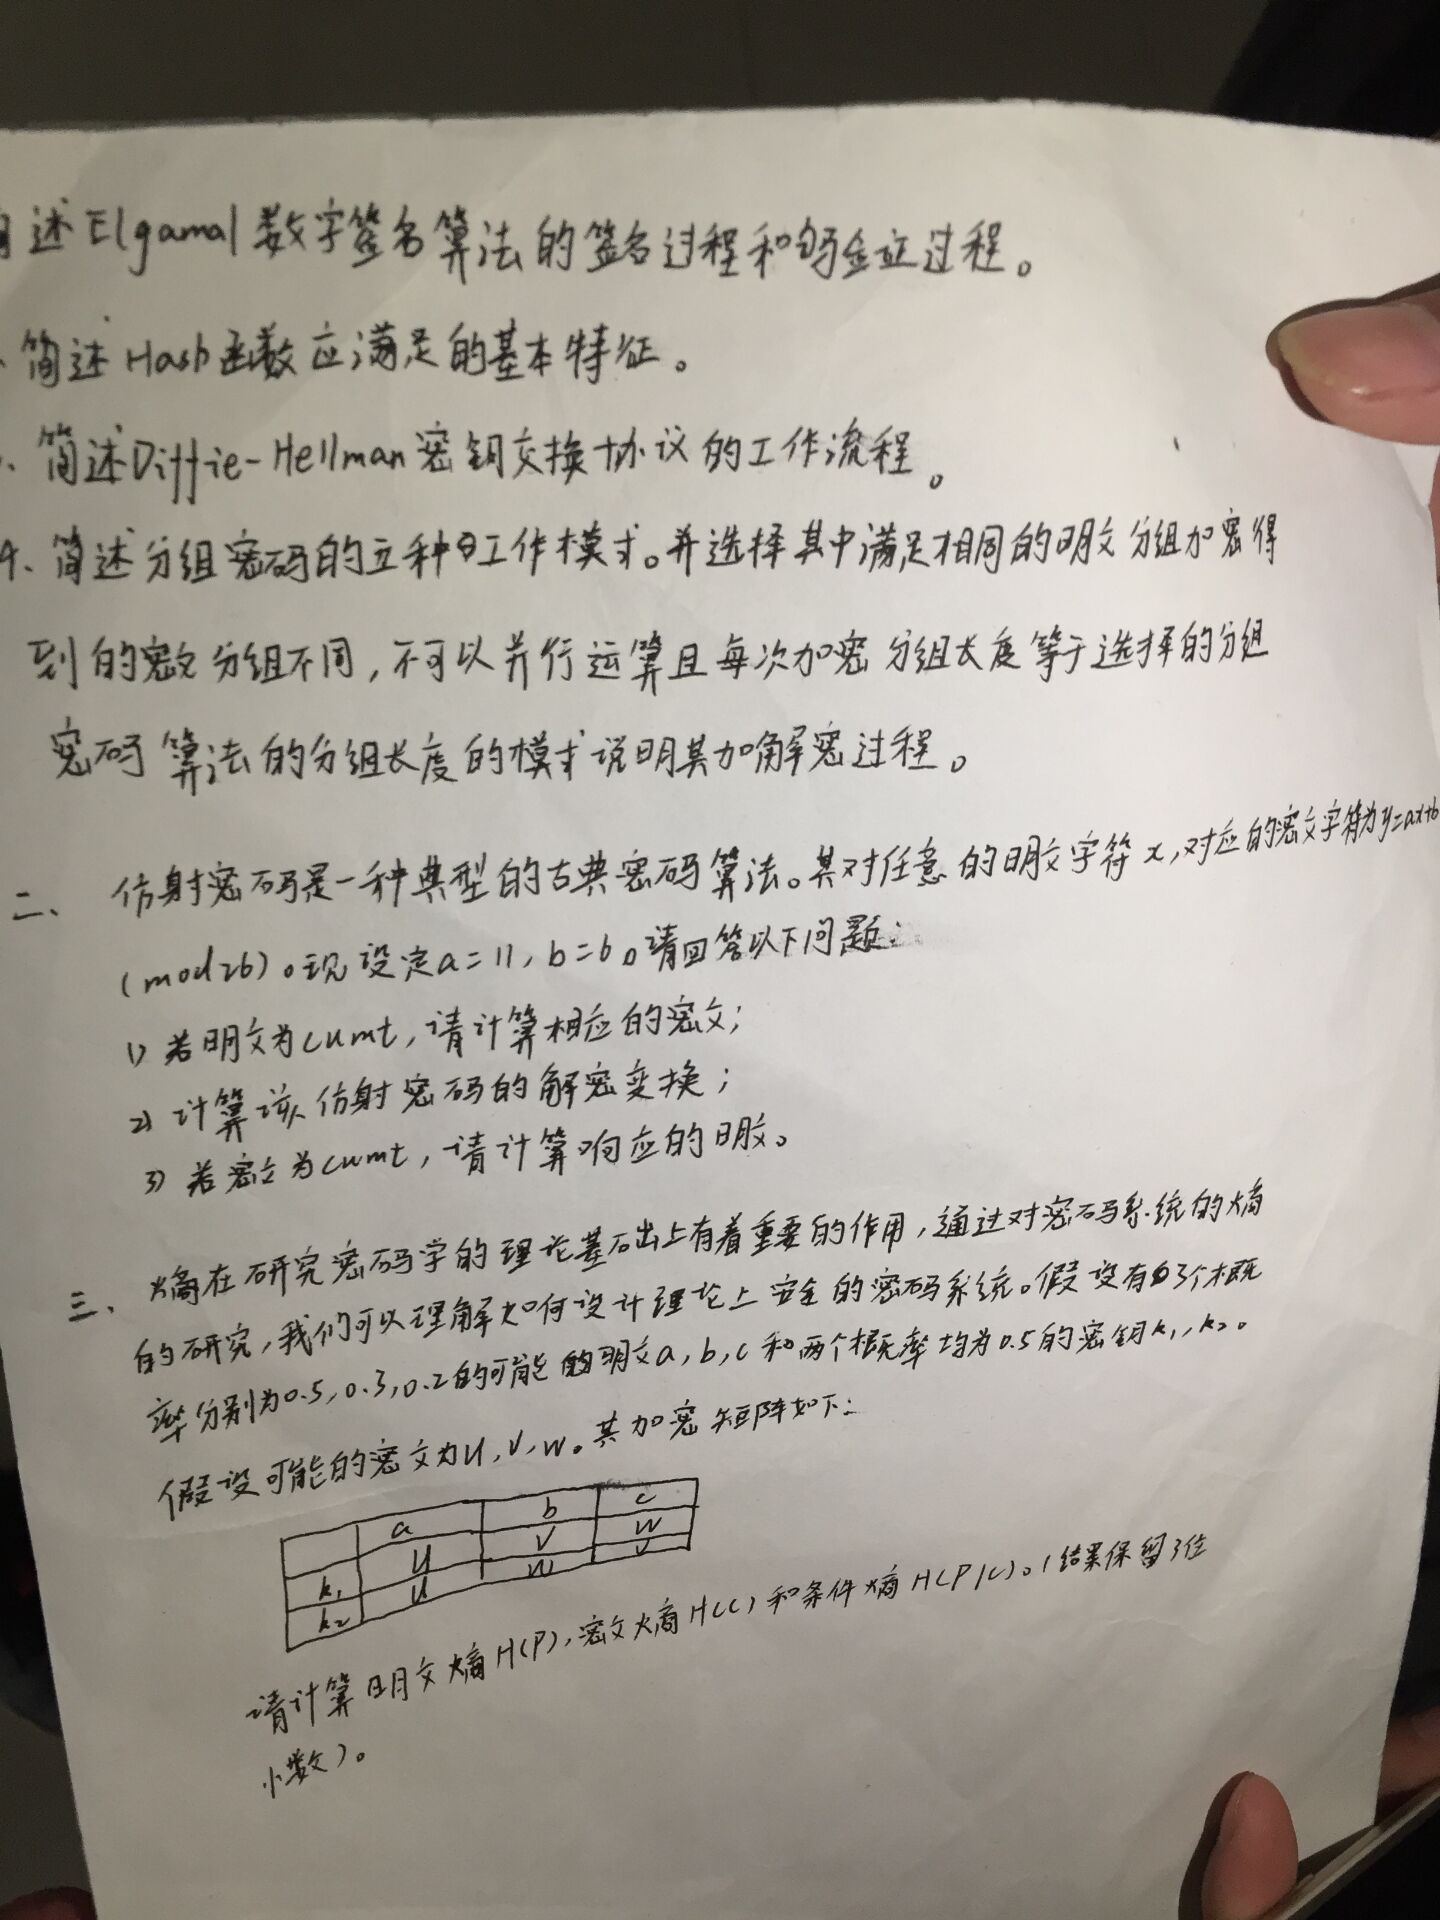 述Elgamal数字签名算法的签名过程和验证过程。
、简述Hash函数应满足的基本特征。
、简述Diffie-Hellman密钥交换协议的工作流程。
4、简述分组密码的五种工作模式。并选择其中满足相同的明文分组加密得
到的密文分组不同,不可以并行运算且每次加密分组长度等于选择的分组
密码算法的分组长度的模式说明其加解密过程。
二、仿射密码是一种典型的古典密码算法。其对任意的明文字符x,对应的密文字符为y=ax+b
(mod26)。现设定a=11,b=6。请回答以下问题:
1)若明文为cumt,请计算相应的密文;
2)计算该仿射密码的解密变换;
3)若密文为cumt,请计算响应的明文。
三、熵在研究密码学的理论基础上有着重要的作用,通过对密码系统的熵
的研究,我们可以理解如何设计理论上安全的密码系统。假设有3个概
率分别为0.5,0.3,0.2的可能的明文a,b,c和两个概率均为0.5的密钥k₁,k₂。
假设可能的密文为U,V,W。其加密矩阵如下:
a b c
k₁ U V W
k₂ U W V
请计算明文熵H(P),密文熵H(C)和条件熵H(P/C)。(结果保留3位
小数)。